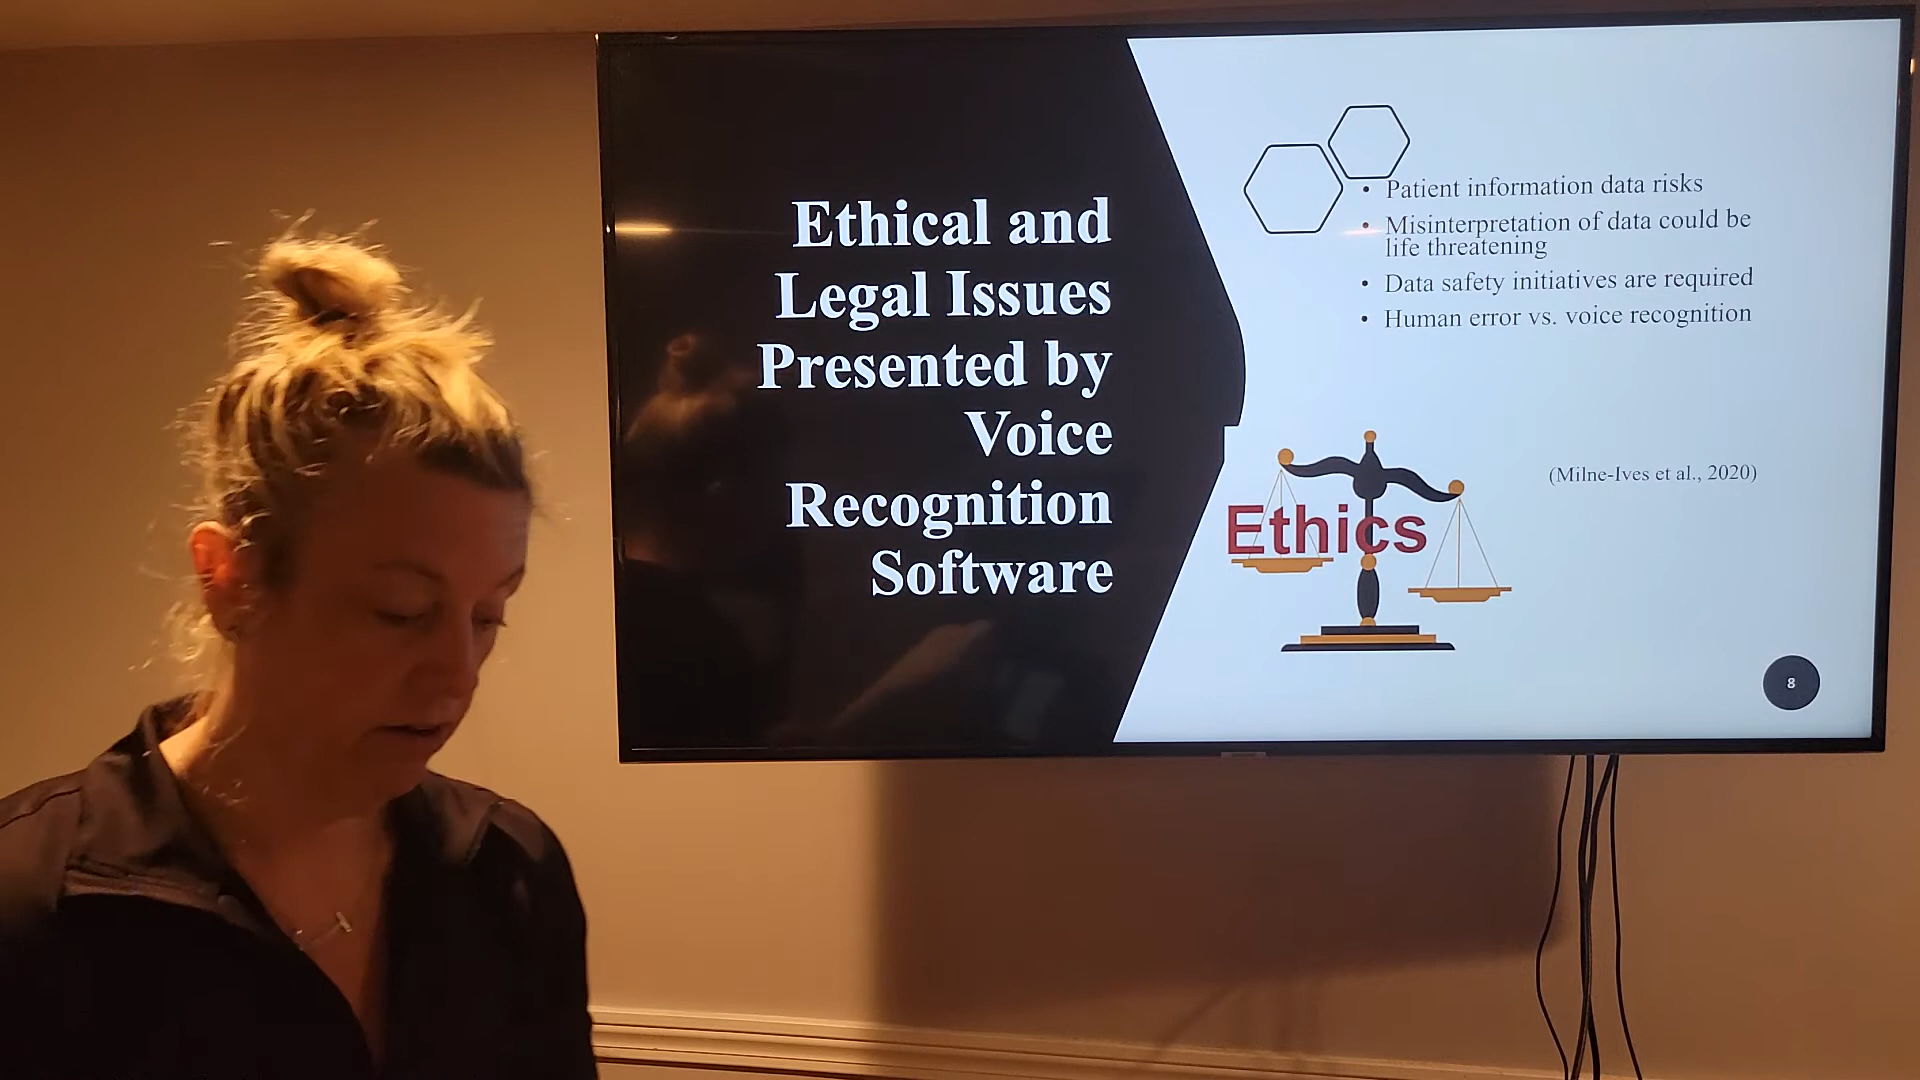 Ethical and
Legal Issues
Presented by
Voice
Recognition
Software
• Patient information data risks
• Misinterpretation of data could be
life threatening
• Data safety initiatives are required
• Human error vs. voice recognition
(Milne-Ives et al., 2020)
Ethics
8